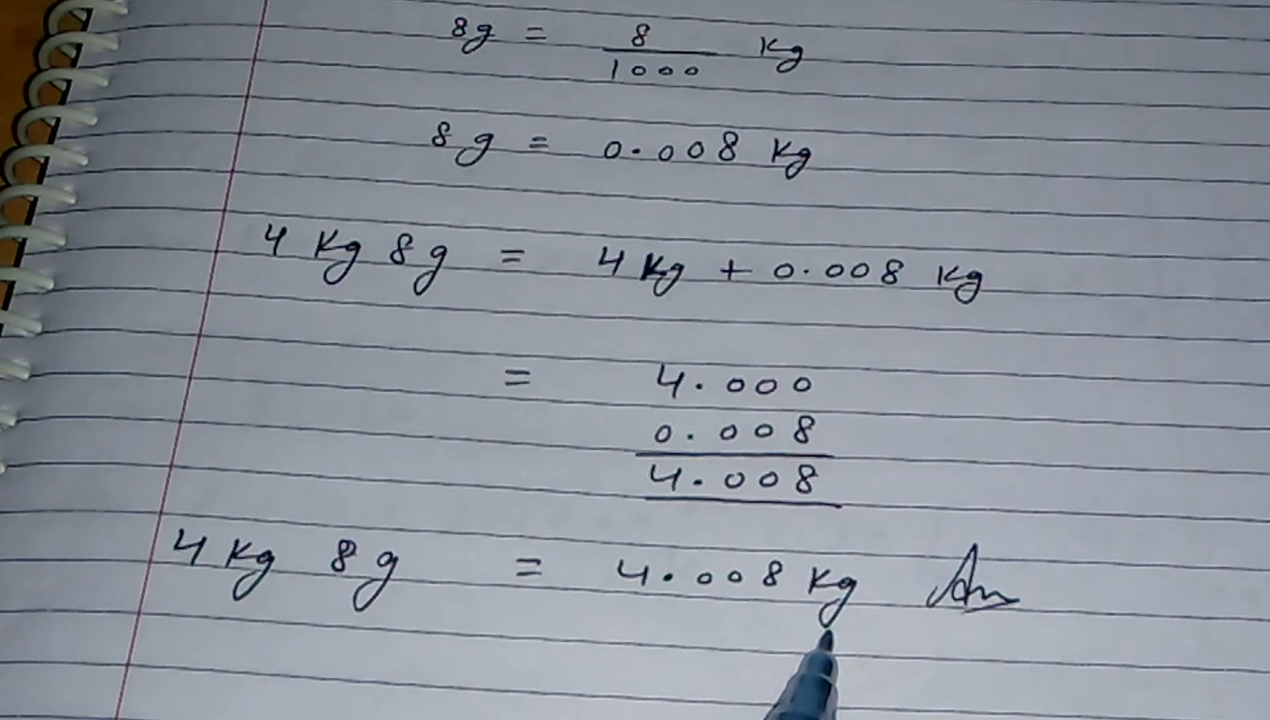 8g = 8/1000 Kg
8g = 0.008 Kg
4 Kg 8g = 4 Kg + 0.008 Kg
= 4.000
0.008
4.008
4 Kg 8g = 4.008 Kg An